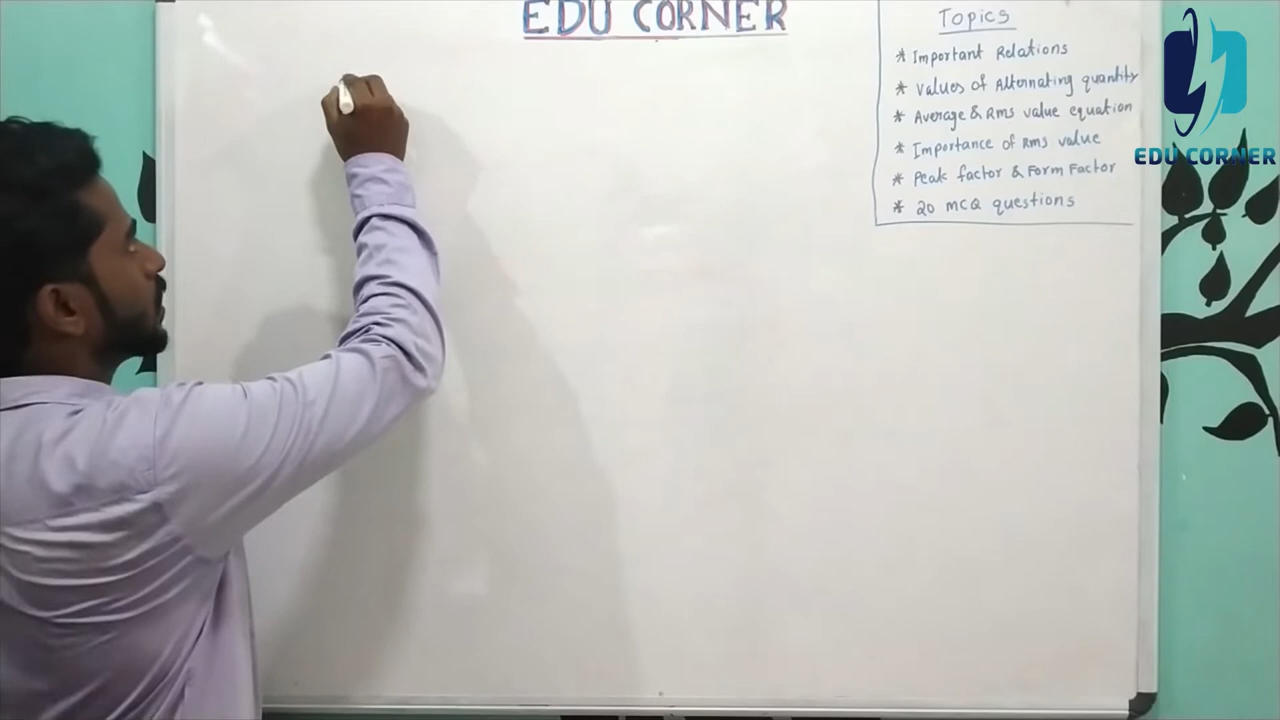 EDU CORNER
Topics
* Important Relations
* Values of Alternating quantity
* Average & Rms value equation
* Importance of Rms value
* Peak factor & Form Factor
* 20 MCQ questions
EDU CORNER